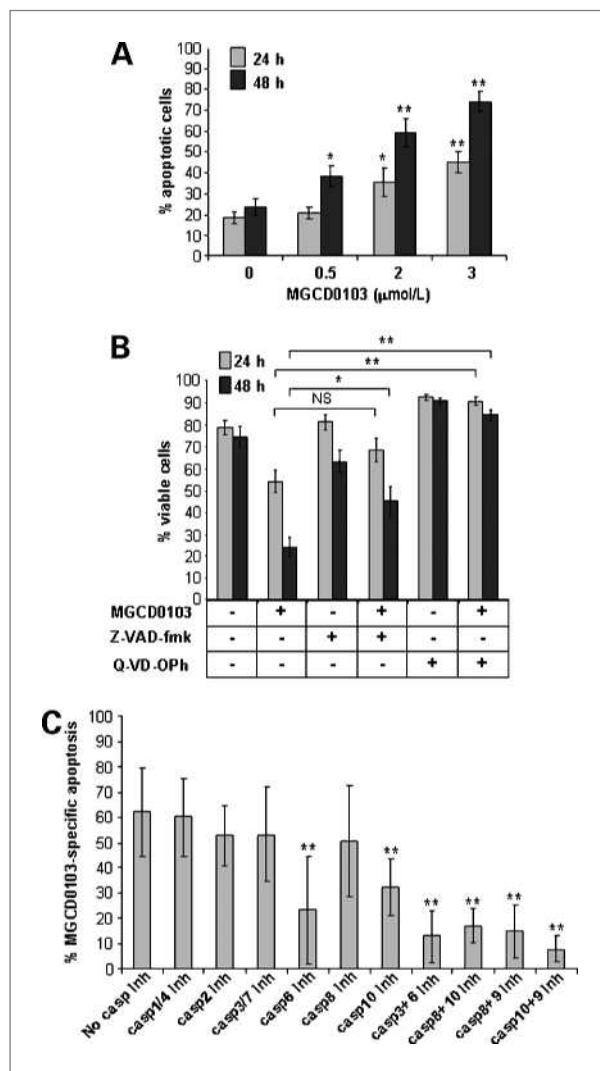 A
24 h
48 h
100
90
80
70
60
50
40
30
20
10
0
% apoptotic cells
* ** * ** ** **
0 0.5 2 3
MGCD0103 (μmol/L)
B
**
**
*
NS
24 h
48 h
100
90
80
70
60
50
40
30
20
10
0
% viable cells
MGCD0103 - + - + - +
Z-VAD-fmk - - + + - -
Q-VD-OPh - - - - + +
C
100
90
80
70
60
50
40
30
20
10
0
% MGCD0103-specific apoptosis
** ** ** ** ** **
No casp Inh
casp1/4 Inh
casp2 Inh
casp3/7 Inh
casp6 Inh
casp8 Inh
casp10 Inh
casp3+ 6 Inh
casp8+ 10 Inh
casp8+ 9 Inh
casp10+9 Inh